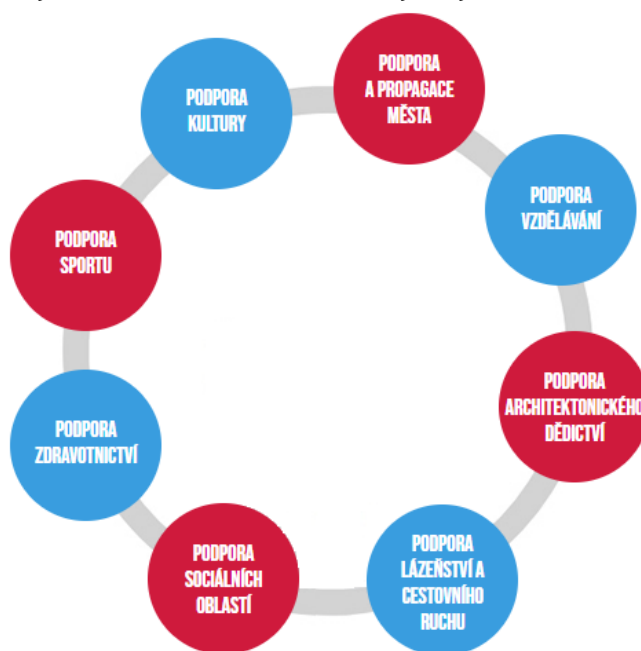 PODPORA
A PROPAGACE
MĚSTA
PODPORA
KULTURY
PODPORA
VZDĚLÁVÁNÍ
PODPORA
SPORTU
PODPORA
ARCHITEKTONICKÉHO
DĚDICTVÍ
PODPORA
ZDRAVOTNICTVÍ
PODPORA
SOCIÁLNÍCH
OBLASTÍ
PODPORA
LÁZEŇSTVÍ A
CESTOVNÍHO
RUCHU